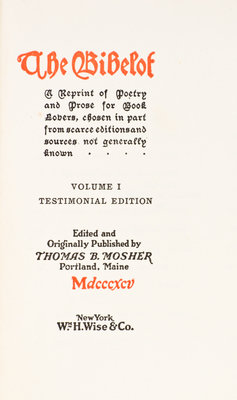 The Bibelot
A Reprint of Poetry
and Prose for Book
Lovers, chosen in part
from scarce editions and
sources not generally
known . . . .
VOLUME I
TESTIMONIAL EDITION
Edited and
Originally Published by
THOMAS B. MOSHER
Portland, Maine
Mdcccxcv
New York
Wm. H. Wise & Co.